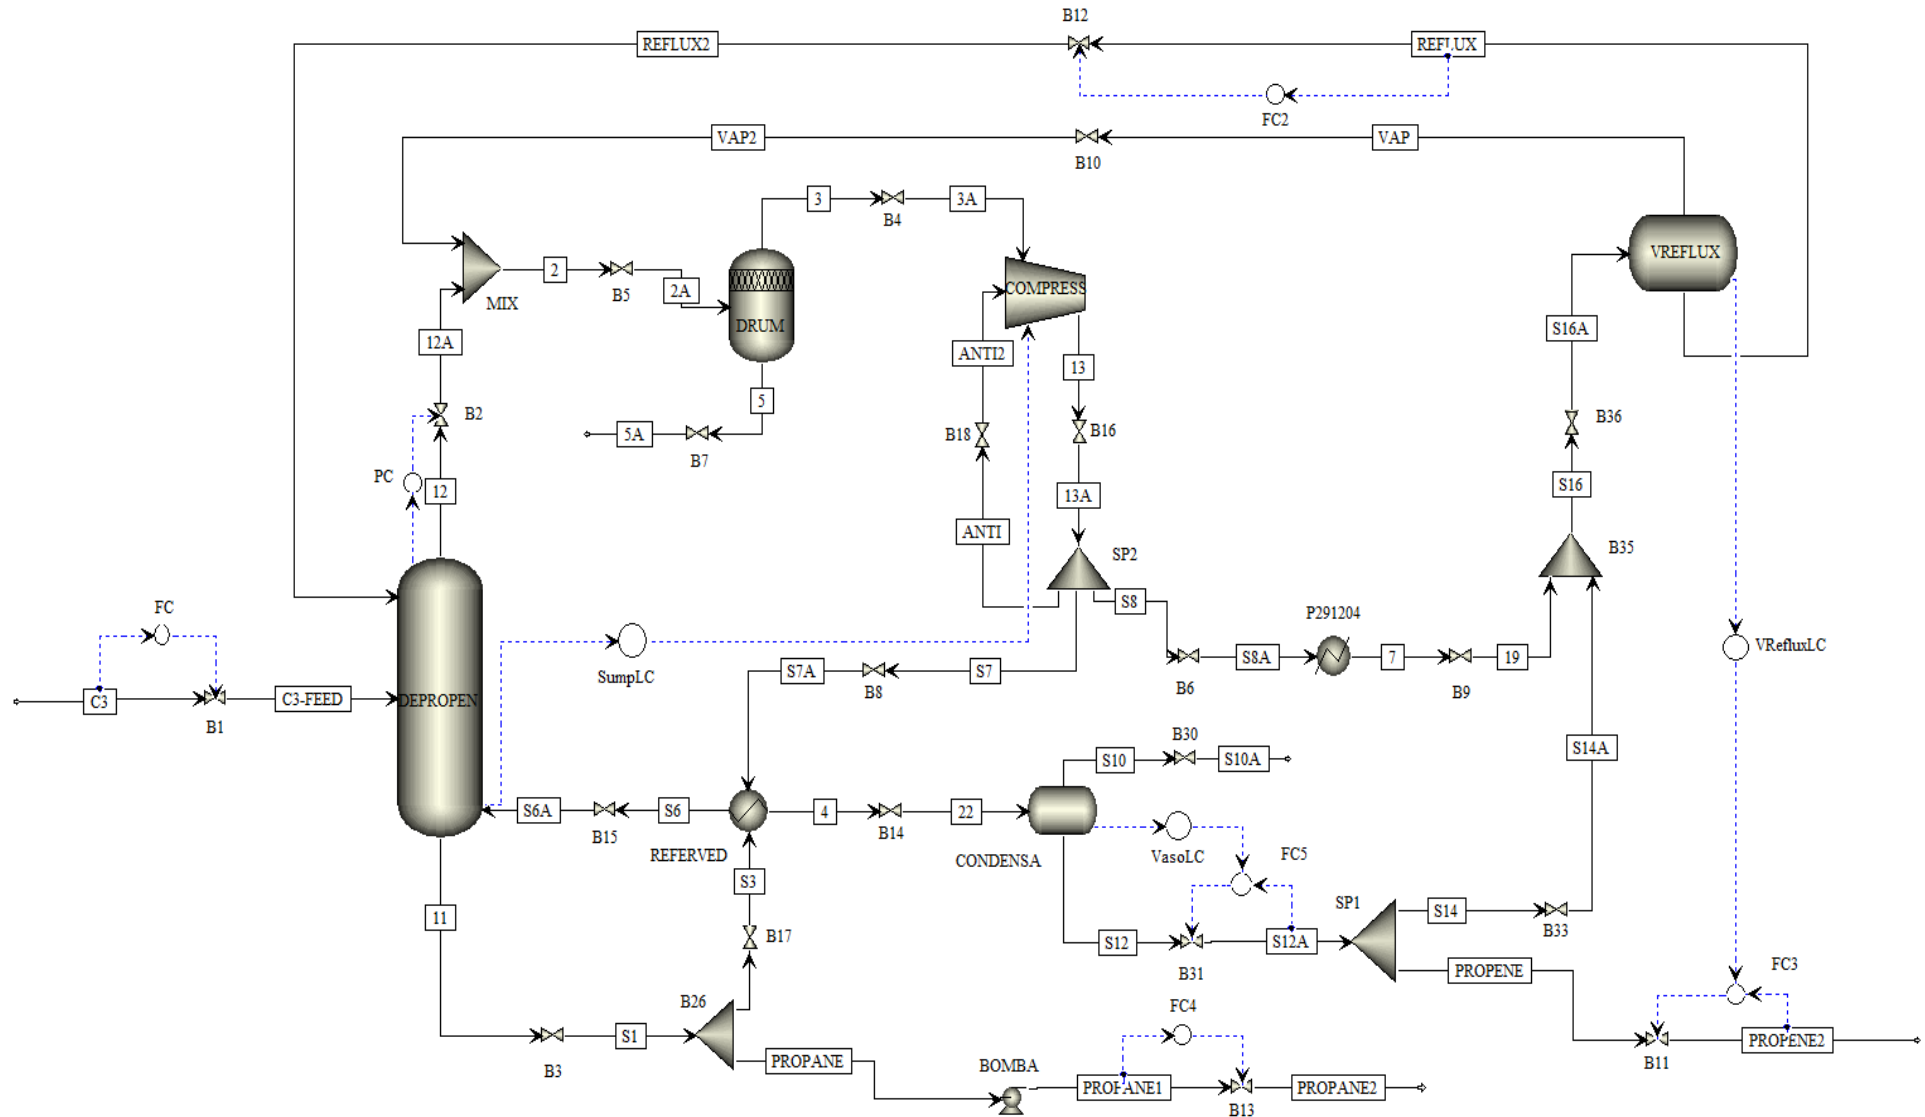 B12
REFLUX2
REFLUX
FC2
VAP2
VAP
B10
3
3A
B4
VREFLUX
2
MIX
B5
2A
COMPRESS
DRUM
12A
S16A
ANTI2
13
5
B2
B36
B18
B16
5A
B7
PC
12
S16
13A
ANTI
SP2
B35
S8
FC
P291204
SumpLC
VRefluxLC
S7A
S7
S8A
7
19
B8
B6
B9
C3
C3-FEED
DEPROPEN
B1
B30
S14A
S10
S10A
S6A
S6
4
22
B15
B14
REFERVED
CONDENSA
VasoLC
FC5
S3
SP1
11
S14
B17
B33
S12
S12A
B31
PROPENE
FC3
B26
FC4
S1
PROPENE2
B3
PROPANE
BOMBA
B11
PROPANE1
PROPANE2
B13